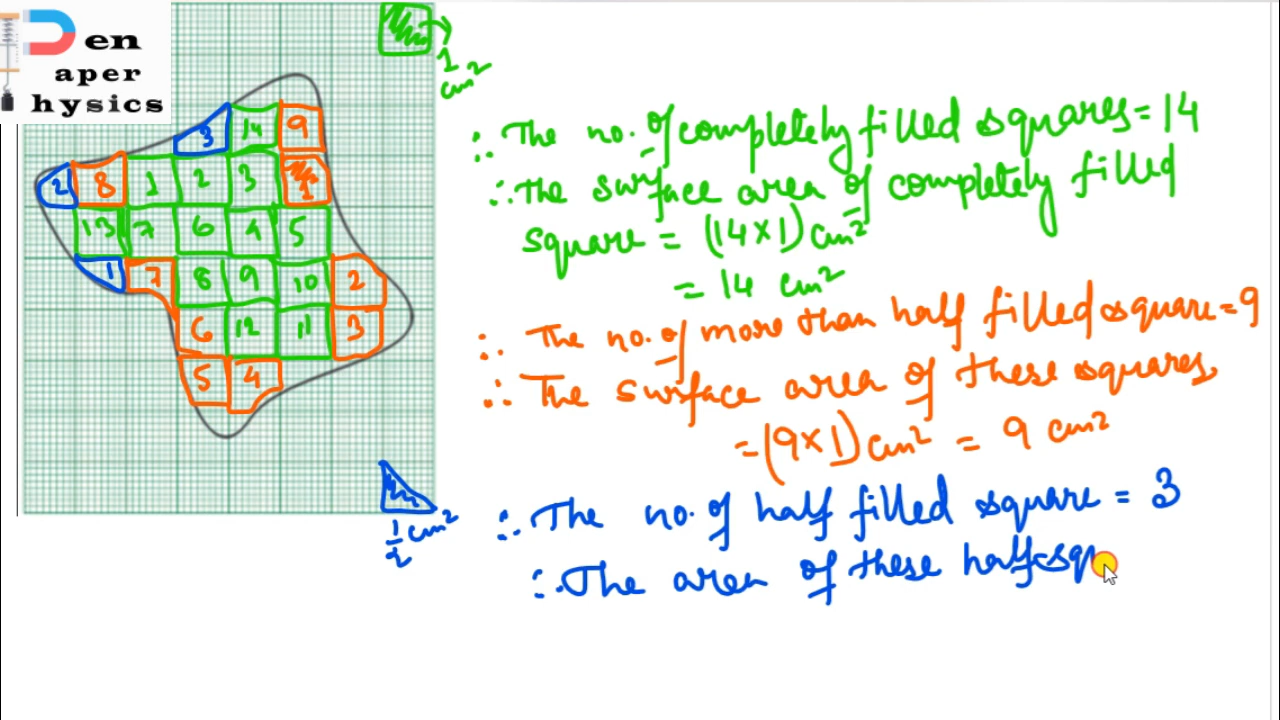 Pen
aper
hysics
1
cm²
3 14 9
2 8 1 2 3 1
13 7 6 4 5
1 7 8 9 10 2
6 12 11 3
5 4
1/2 cm²
∴ The no. of completely filled squares = 14
∴ The surface area of completely filled
square = (14×1) cm²
= 14 cm²
∴ The no. of more than half filled square = 9
∴ The surface area of these squares,
= (9×1) cm² = 9 cm²
∴ The no. of half filled square = 3
∴ The area of these half squ